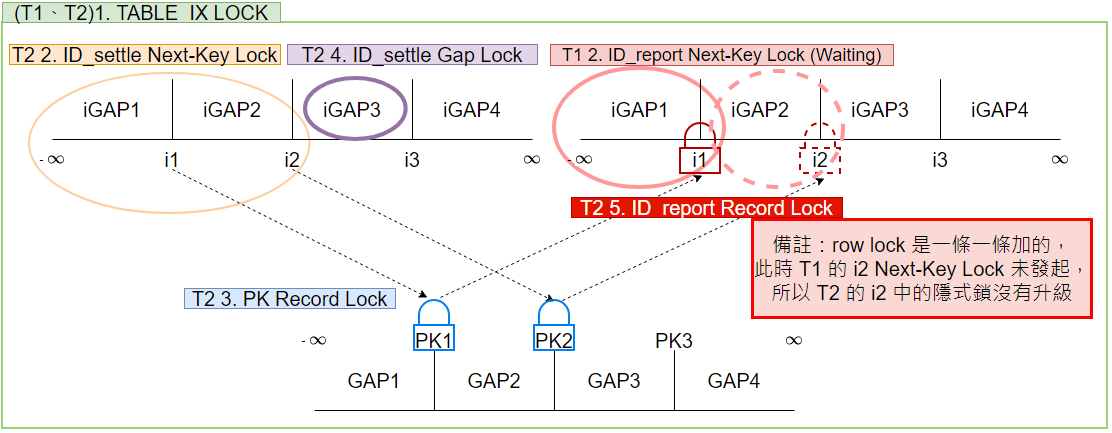 (T1、T2)1. TABLE IX LOCK
T2 2. ID_settle Next-Key Lock
T2 4. ID_settle Gap Lock
T1 2. ID_report Next-Key Lock (Waiting)
iGAP1 iGAP2 iGAP3 iGAP4
iGAP1 iGAP2 iGAP3 iGAP4
- ∞ i1 i2 i3 ∞
- ∞ i1 i2 i3 ∞
T2 5. ID_report Record Lock
備註：row lock 是一條一條加的，
此時 T1 的 i2 Next-Key Lock 未發起，
所以 T2 的 i2 中的隱式鎖沒有升級
T2 3. PK Record Lock
- ∞ PK1 PK2 PK3 ∞
GAP1 GAP2 GAP3 GAP4